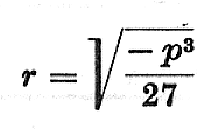 r = √(−p³/27)